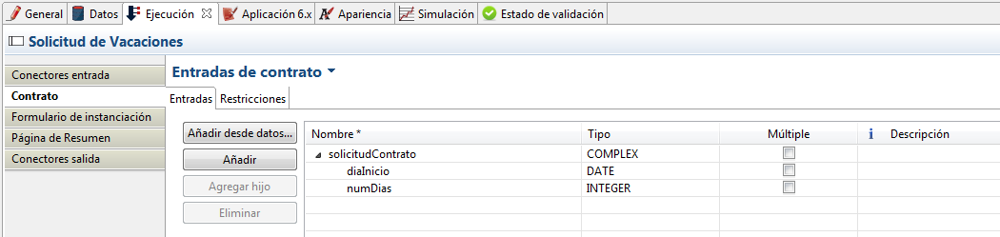 General Datos Ejecución Aplicación 6.x Apariencia Simulación Estado de validación
Solicitud de Vacaciones
Conectores entrada
Contrato
Formulario de instanciación
Página de Resumen
Conectores salida
Entradas de contrato
Entradas Restricciones
Añadir desde datos...
Añadir
Agregar hijo
Eliminar
Nombre * Tipo Múltiple i Descripción
solicitudContrato COMPLEX
diaInicio DATE
numDias INTEGER